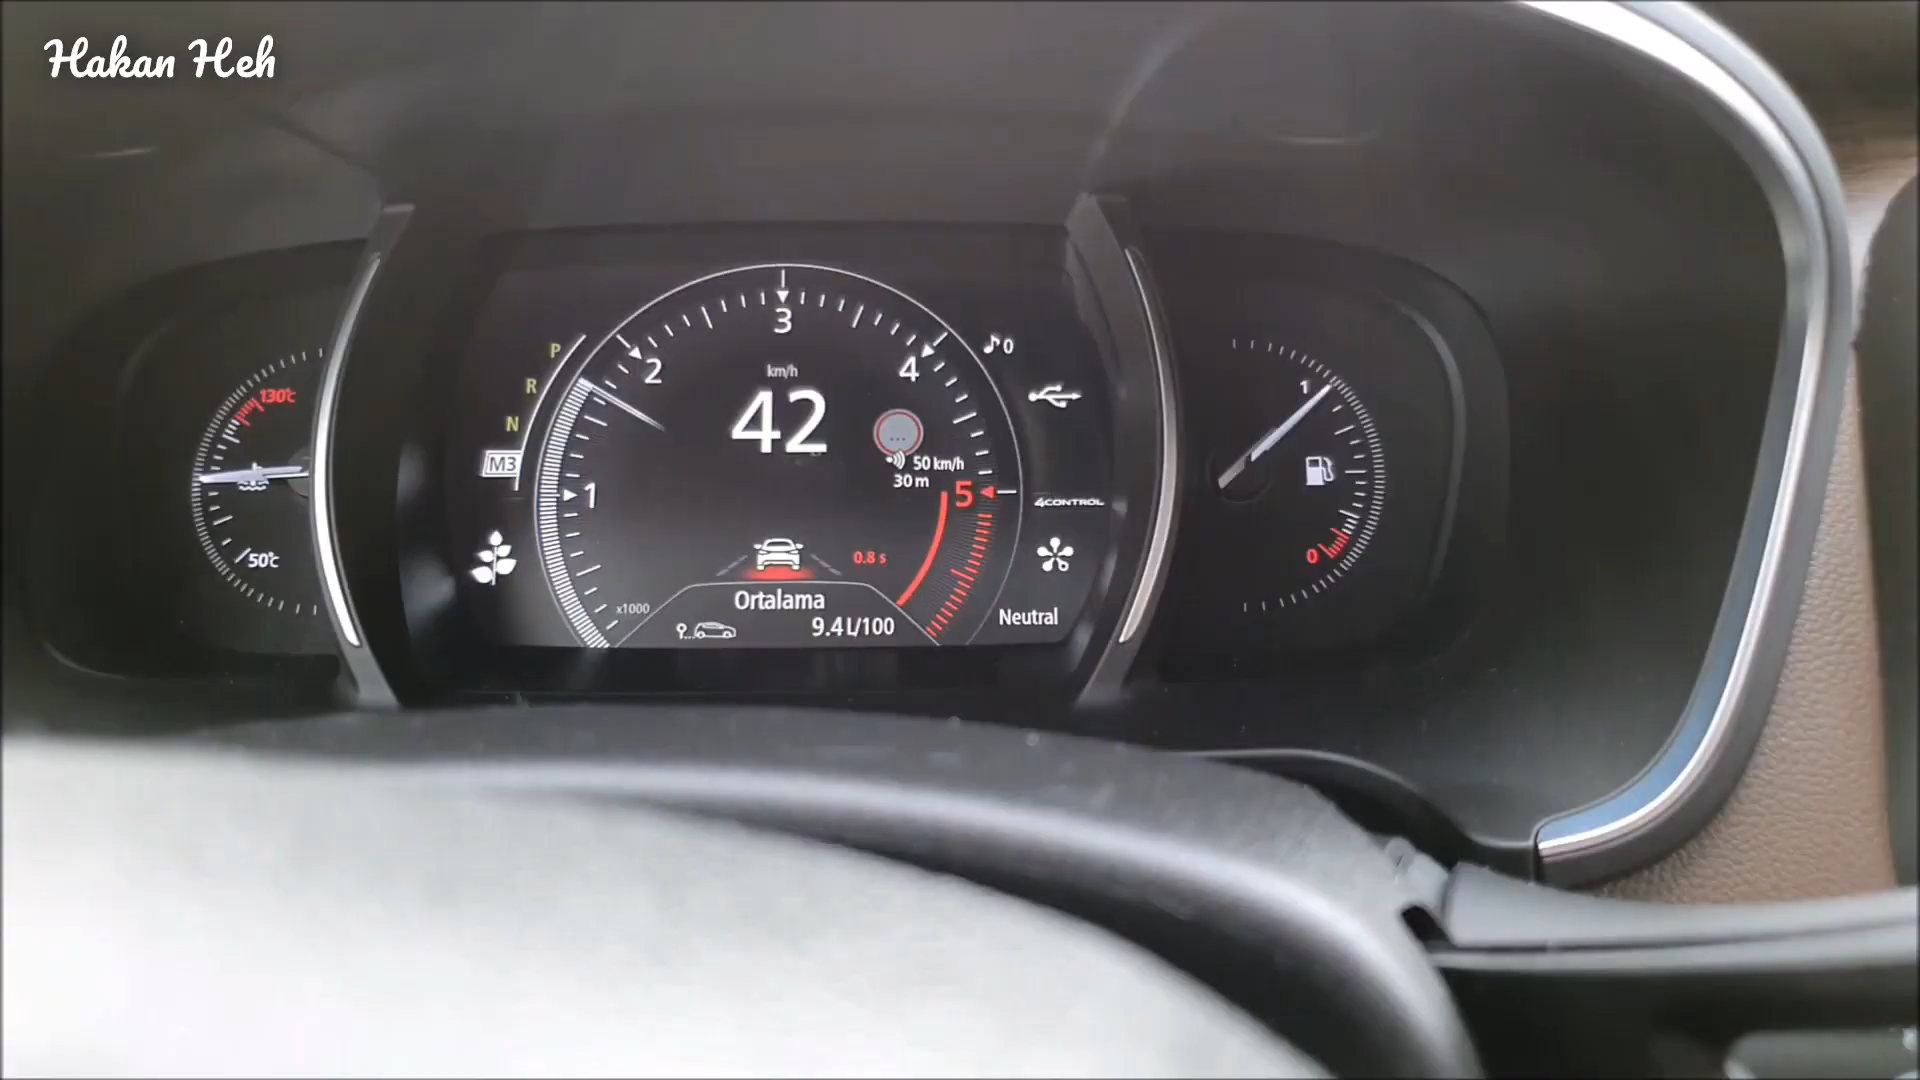 Hakan Heh
130℃
50℃
P
R
N
M3
1
2
3
4
5
x1000
km/h
42
...
50 km/h
30 m
0.8 s
Ortalama
9.4 L/100
0
4CONTROL
Neutral
1
0